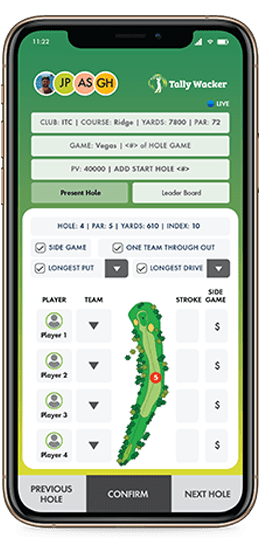 11:22
JP AS GH
Tally Wacker
LIVE
CLUB: ITC | COURSE: Ridge | YARDS: 7800 | PAR: 72
GAME: Vegas | <#> of HOLE GAME
PV: 40000 | ADD START HOLE <#>
Present Hole Leader Board
HOLE: 4 | PAR: 5 | YARDS: 610 | INDEX: 10
SIDE GAME ONE TEAM THROUGH OUT
LONGEST PUT LONGEST DRIVE
PLAYER TEAM STROKE SIDE
GAME
Player 1 $
Player 2 $
5
Player 3 $
Player 4 $
PREVIOUS
HOLE
CONFIRM
NEXT HOLE